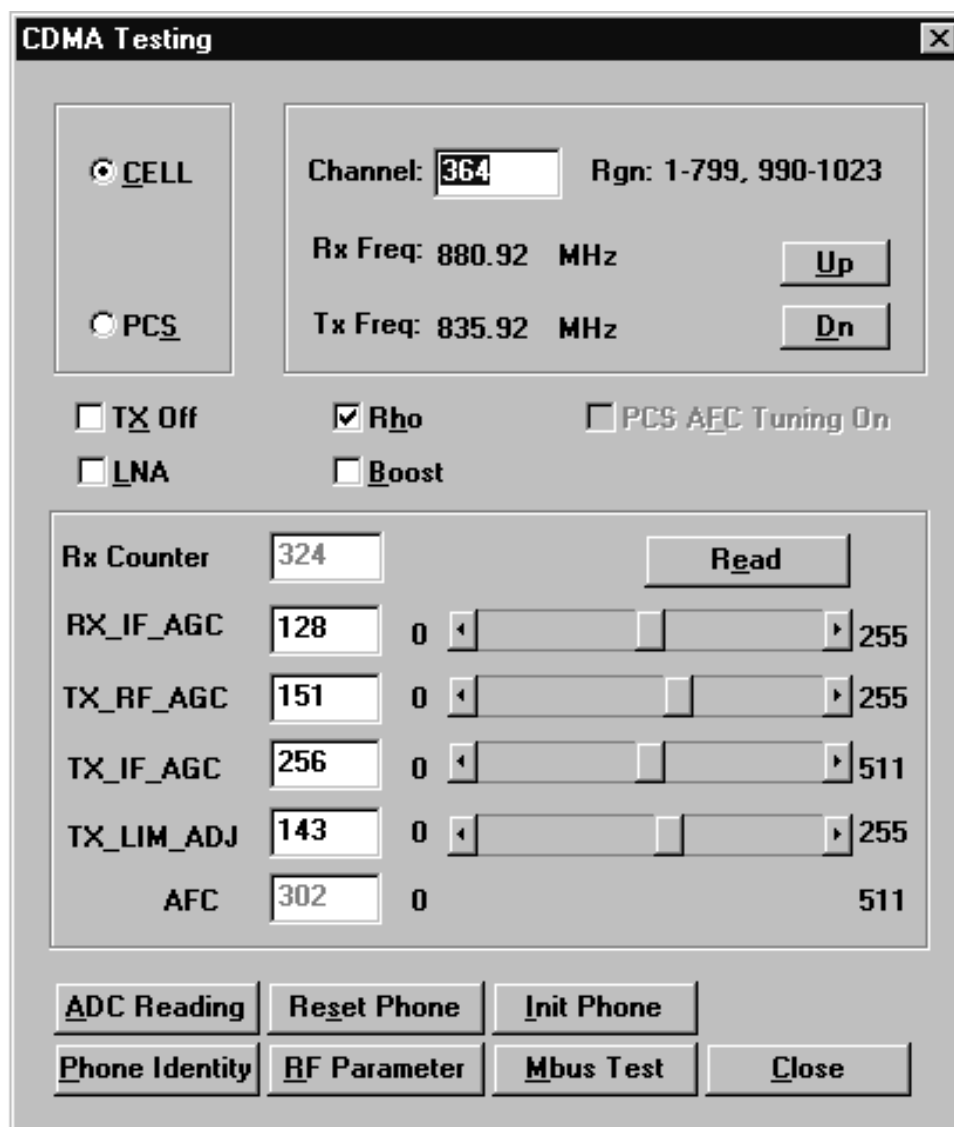 CDMA Testing
CELL
PCS
Channel: 364 Rgn: 1-799, 990-1023
Rx Freq: 880.92 MHz
Up
Tx Freq: 835.92 MHz
Dn
TX Off Rho PCS AFC Tuning On
LNA Boost
Rx Counter 324 Read
RX_IF_AGC 128 0 255
TX_RF_AGC 151 0 255
TX_IF_AGC 256 0 511
TX_LIM_ADJ 143 0 255
AFC 302 0 511
ADC Reading Reset Phone Init Phone
Phone Identity RF Parameter Mbus Test Close